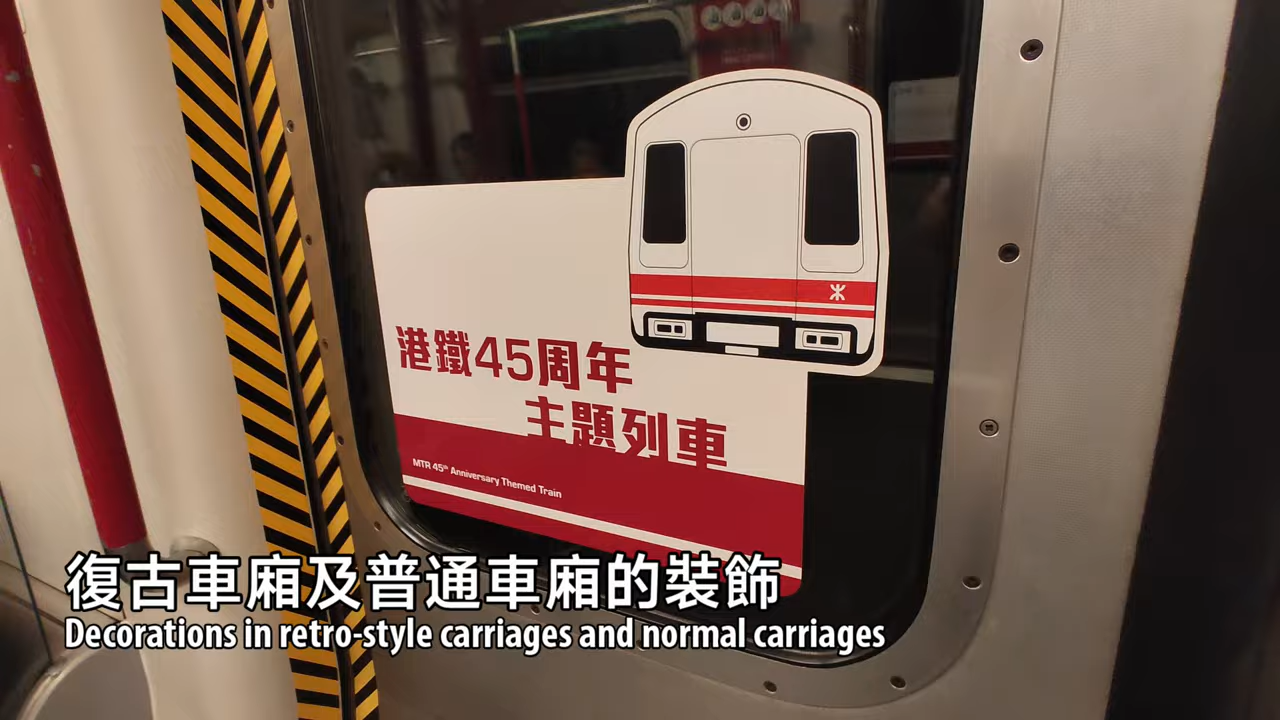 港鐵45周年
主題列車
MTR 45th Anniversary Themed Train
復古車廂及普通車廂的裝飾
Decorations in retro-style carriages and normal carriages